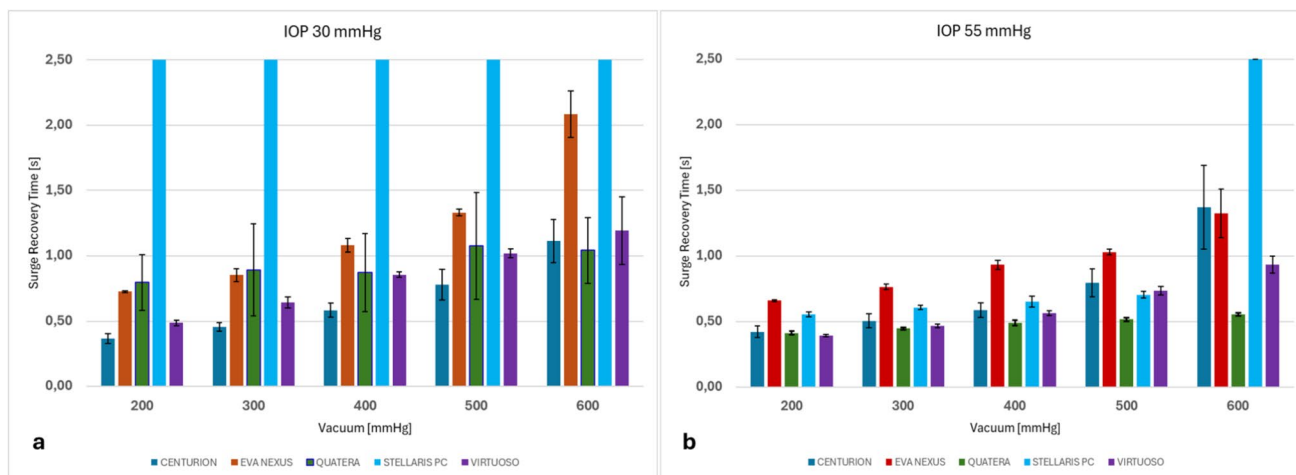 IOP 30 mmHg
2,50
2,00
1,50
1,00
0,50
0,00
Surge Recovery Time [s]
200 300 400 500 600
Vacuum [mmHg]
a
CENTURION EVA NEXUS QUATERA STELLARIS PC VIRTUOSO
IOP 55 mmHg
2,50
2,00
1,50
1,00
0,50
0,00
Surge Recovery Time [s]
200 300 400 500 600
Vacuum [mmHg]
b
CENTURION EVA NEXUS QUATERA STELLARIS PC VIRTUOSO